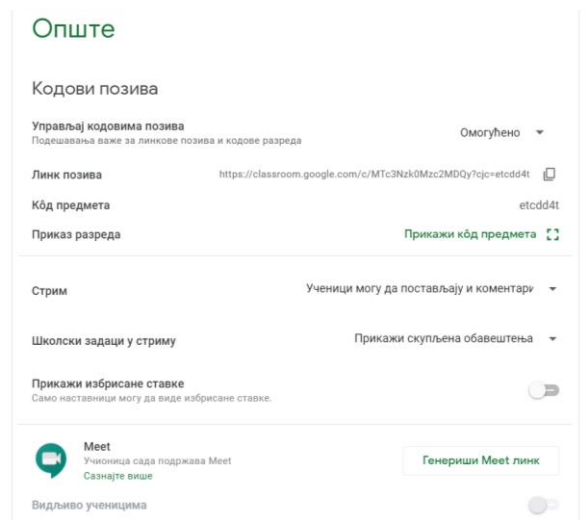 Опште
Кодови позива
Управљај кодовима позива
Подешавања важе за линкове позива и кодове разреда
Омогућено
Линк позива https://classroom.google.com/c/MTc3Nzk0Mzc2MDQy?cjc=etcdd4t
Кôд предмета etcdd4t
Приказ разреда Прикажи кôд предмета
Стрим Ученици могу да постављају и коментари
Школски задаци у стриму Прикажи скупљена обавештења
Прикажи избрисане ставке
Само наставници могу да виде избрисане ставке.
Meet
Учионица сада подржава Meet
Сазнајте више
Генериши Meet линк
Видљиво ученицима